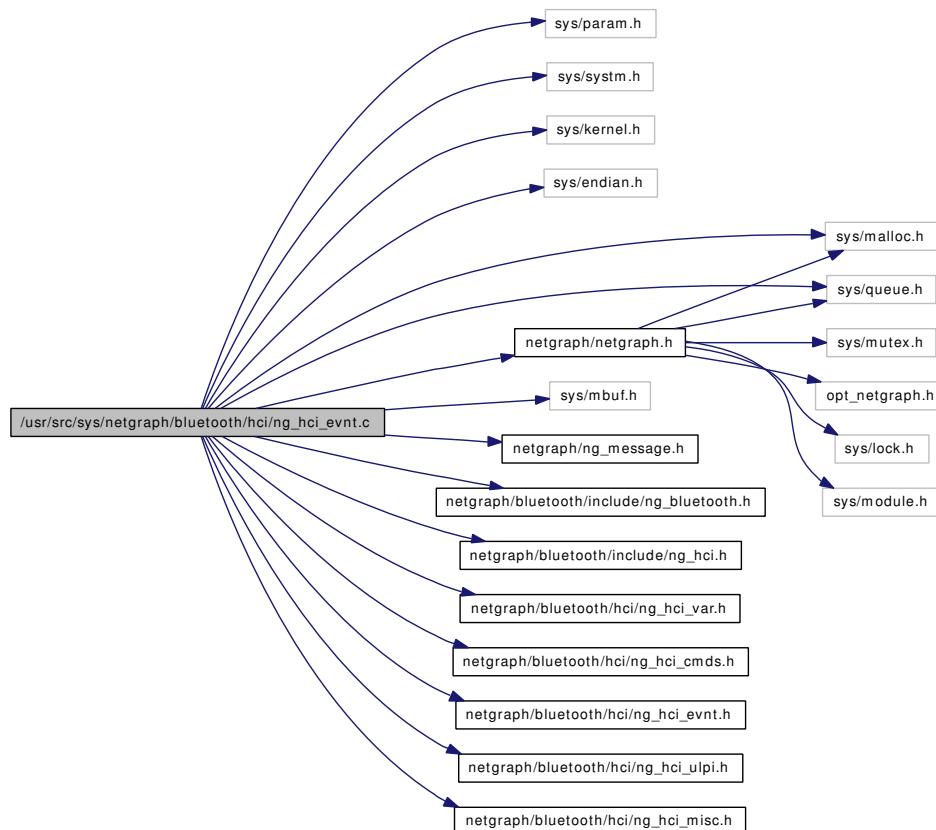 sys/param.h
sys/systm.h
sys/kernel.h
sys/endian.h
sys/malloc.h
sys/queue.h
netgraph/netgraph.h
sys/mutex.h
sys/mbuf.h
opt_netgraph.h
/usr/src/sys/netgraph/bluetooth/hci/ng_hci_evnt.c
netgraph/ng_message.h
sys/lock.h
netgraph/bluetooth/include/ng_bluetooth.h
sys/module.h
netgraph/bluetooth/include/ng_hci.h
netgraph/bluetooth/hci/ng_hci_var.h
netgraph/bluetooth/hci/ng_hci_cmds.h
netgraph/bluetooth/hci/ng_hci_evnt.h
netgraph/bluetooth/hci/ng_hci_ulpi.h
netgraph/bluetooth/hci/ng_hci_misc.h